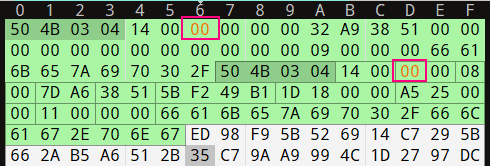 0 1 2 3 4 5 6 7 8 9 A B C D E F
50 4B 03 04 14 00 00 00 00 00 32 A9 38 51 00 00
00 00 00 00 00 00 00 00 00 00 09 00 00 00 66 61
6B 65 7A 69 70 30 2F 50 4B 03 04 14 00 00 00 08
00 7D A6 38 51 5B F2 49 B1 1D 18 00 00 A5 25 00
00 11 00 00 00 66 61 6B 65 7A 69 70 30 2F 66 6C
61 67 2E 70 6E 67 ED 98 F9 5B 52 69 14 C7 29 5B
66 2A B5 A6 51 2B 35 C7 9A A9 99 4C 1D 27 97 DC